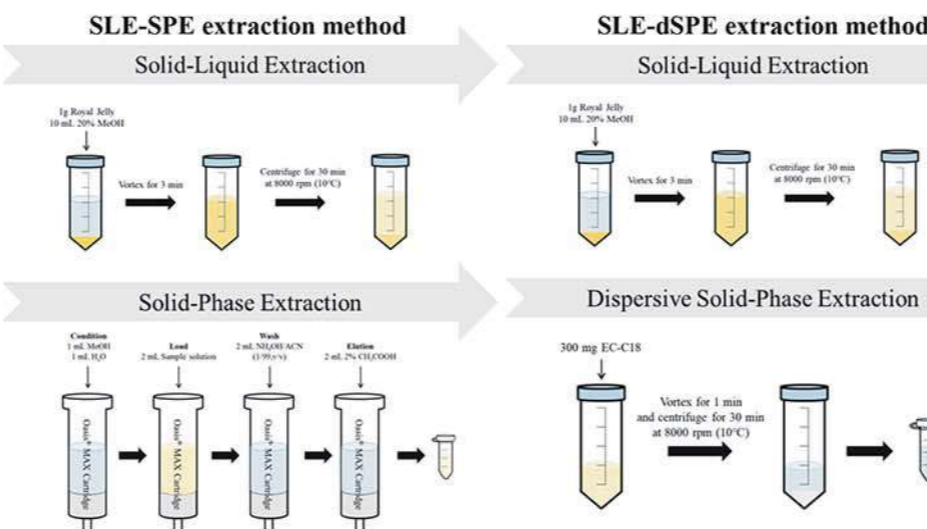 SLE-SPE extraction method
Solid-Liquid Extraction
1g Royal Jelly
10 mL 20% MeOH
Vortex for 3 min
Centrifuge for 30 min
at 8000 rpm (10°C)
Solid-Phase Extraction
Condition
1 mL MeOH
1 mL H₂O
Load
2 mL Sample solution
Wash
2 mL NH₄OH/ACN
(1/99,v/v)
Elution
2 mL 2% CH₃COOH
Oasis® MAX Cartridge
Oasis® MAX Cartridge
Oasis® MAX Cartridge
Oasis® MAX Cartridge
SLE-dSPE extraction method
Solid-Liquid Extraction
1g Royal Jelly
10 mL 20% MeOH
Vortex for 3 min
Centrifuge for 30 min
at 8000 rpm (10°C)
Dispersive Solid-Phase Extraction
300 mg EC-C18
Vortex for 1 min
and centrifuge for 30 min
at 8000 rpm (10°C)